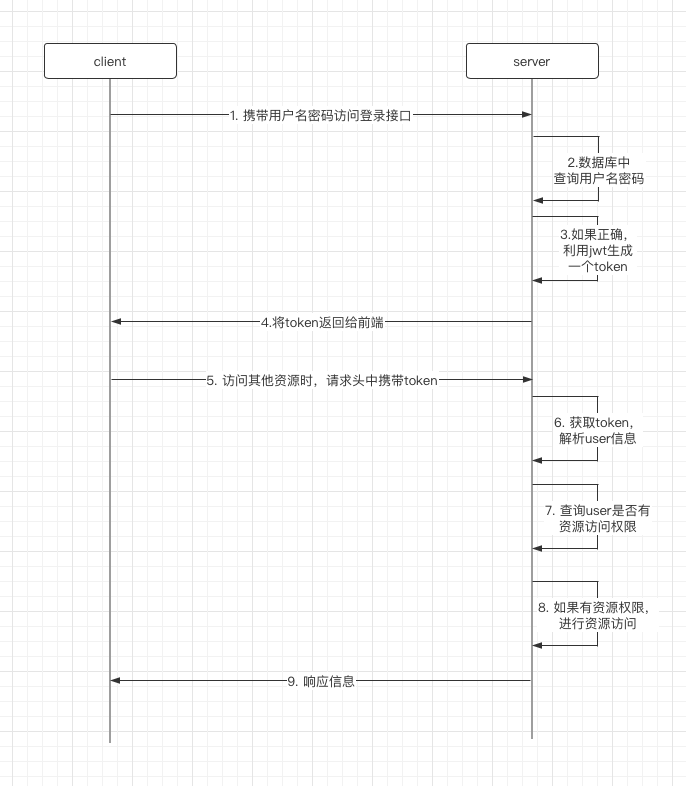 client
server
1. 携带用户名密码访问登录接口
2.数据库中
查询用户名密码
3.如果正确，
利用jwt生成
一个token
4.将token返回给前端
5. 访问其他资源时，请求头中携带token
6. 获取token，
解析user信息
7. 查询user是否有
资源访问权限
8. 如果有资源权限，
进行资源访问
9. 响应信息